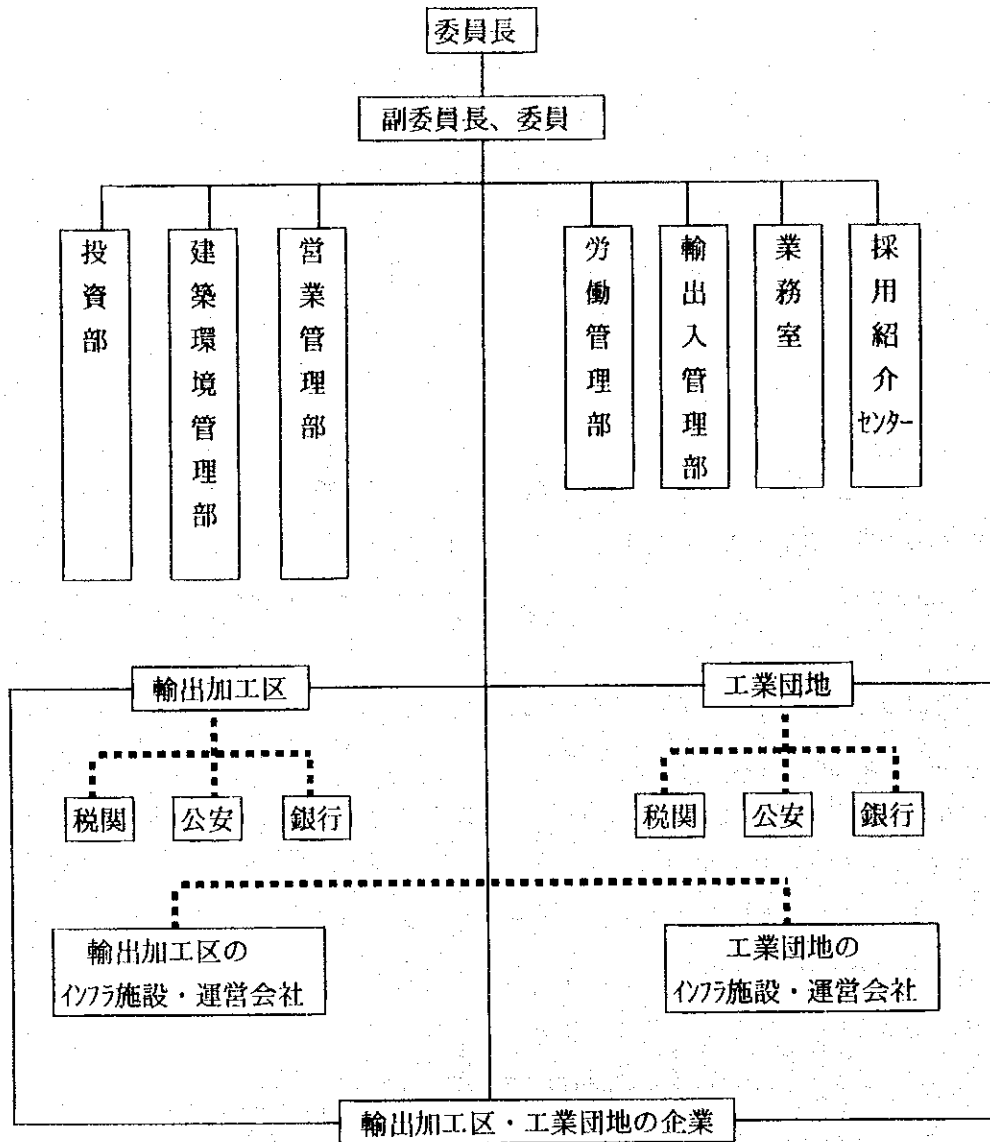 委員長
副委員長、委員
投資部
建築環境管理部
営業管理部
労働管理部
輸出入管理部
業務室
採用紹介センター
輸出加工区
工業団地
税関
公安
銀行
税関
公安
銀行
輸出加工区の
インフラ施設・運営会社
工業団地の
インフラ施設・運営会社
輸出加工区・工業団地の企業